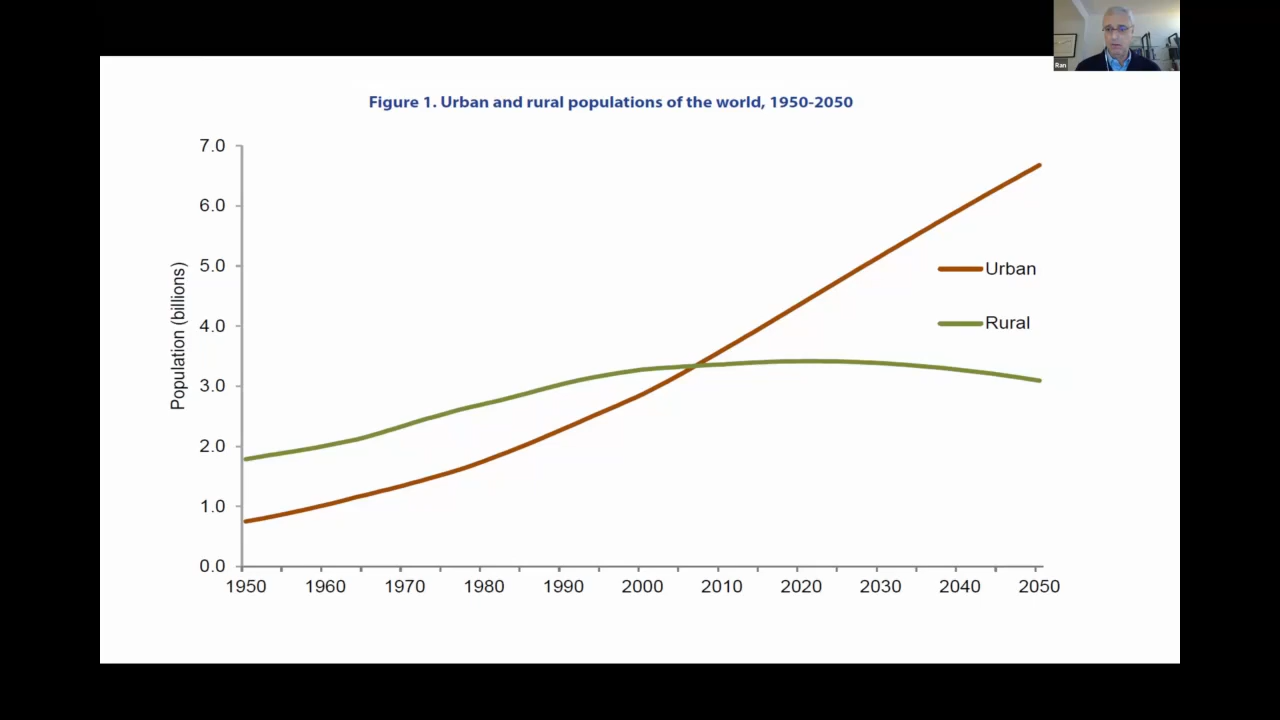 Ran
Figure 1. Urban and rural populations of the world, 1950-2050
Population (billions)
7.0
6.0
5.0
4.0
3.0
2.0
1.0
0.0
Urban
Rural
1950 1960 1970 1980 1990 2000 2010 2020 2030 2040 2050